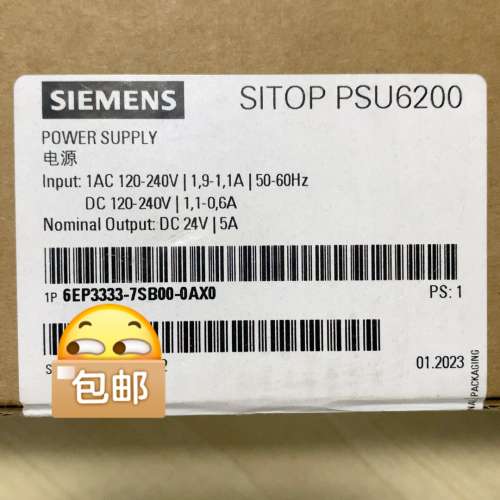 SIEMENS
SITOP PSU6200
POWER SUPPLY
电源
Input: 1AC 120-240V | 1,9-1,1A | 50-60Hz
DC 120-240V | 1,1-0,6A
Nominal Output: DC 24V | 5A
1P 6EP3333-7SB00-0AX0
PS: 1
01.2023
PACKAGING
包邮